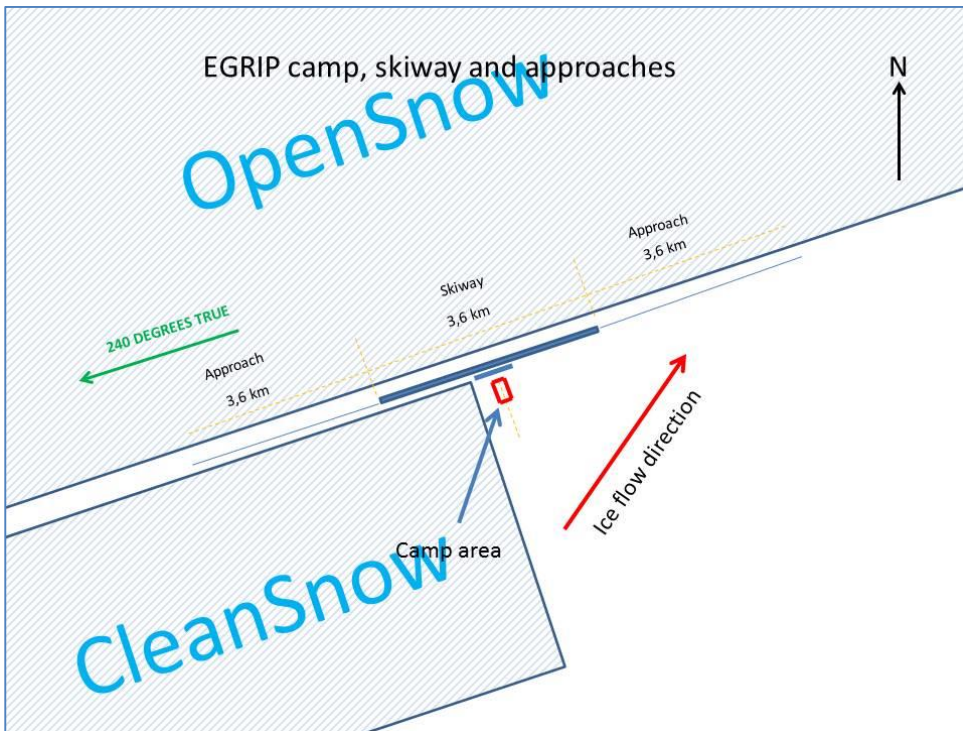 EGRIP camp, skiway and approaches
N
OpenSnow
Approach
3,6 km
Skiway
3,6 km
240 DEGREES TRUE
Approach
3,6 km
Ice flow direction
Camp area
CleanSnow